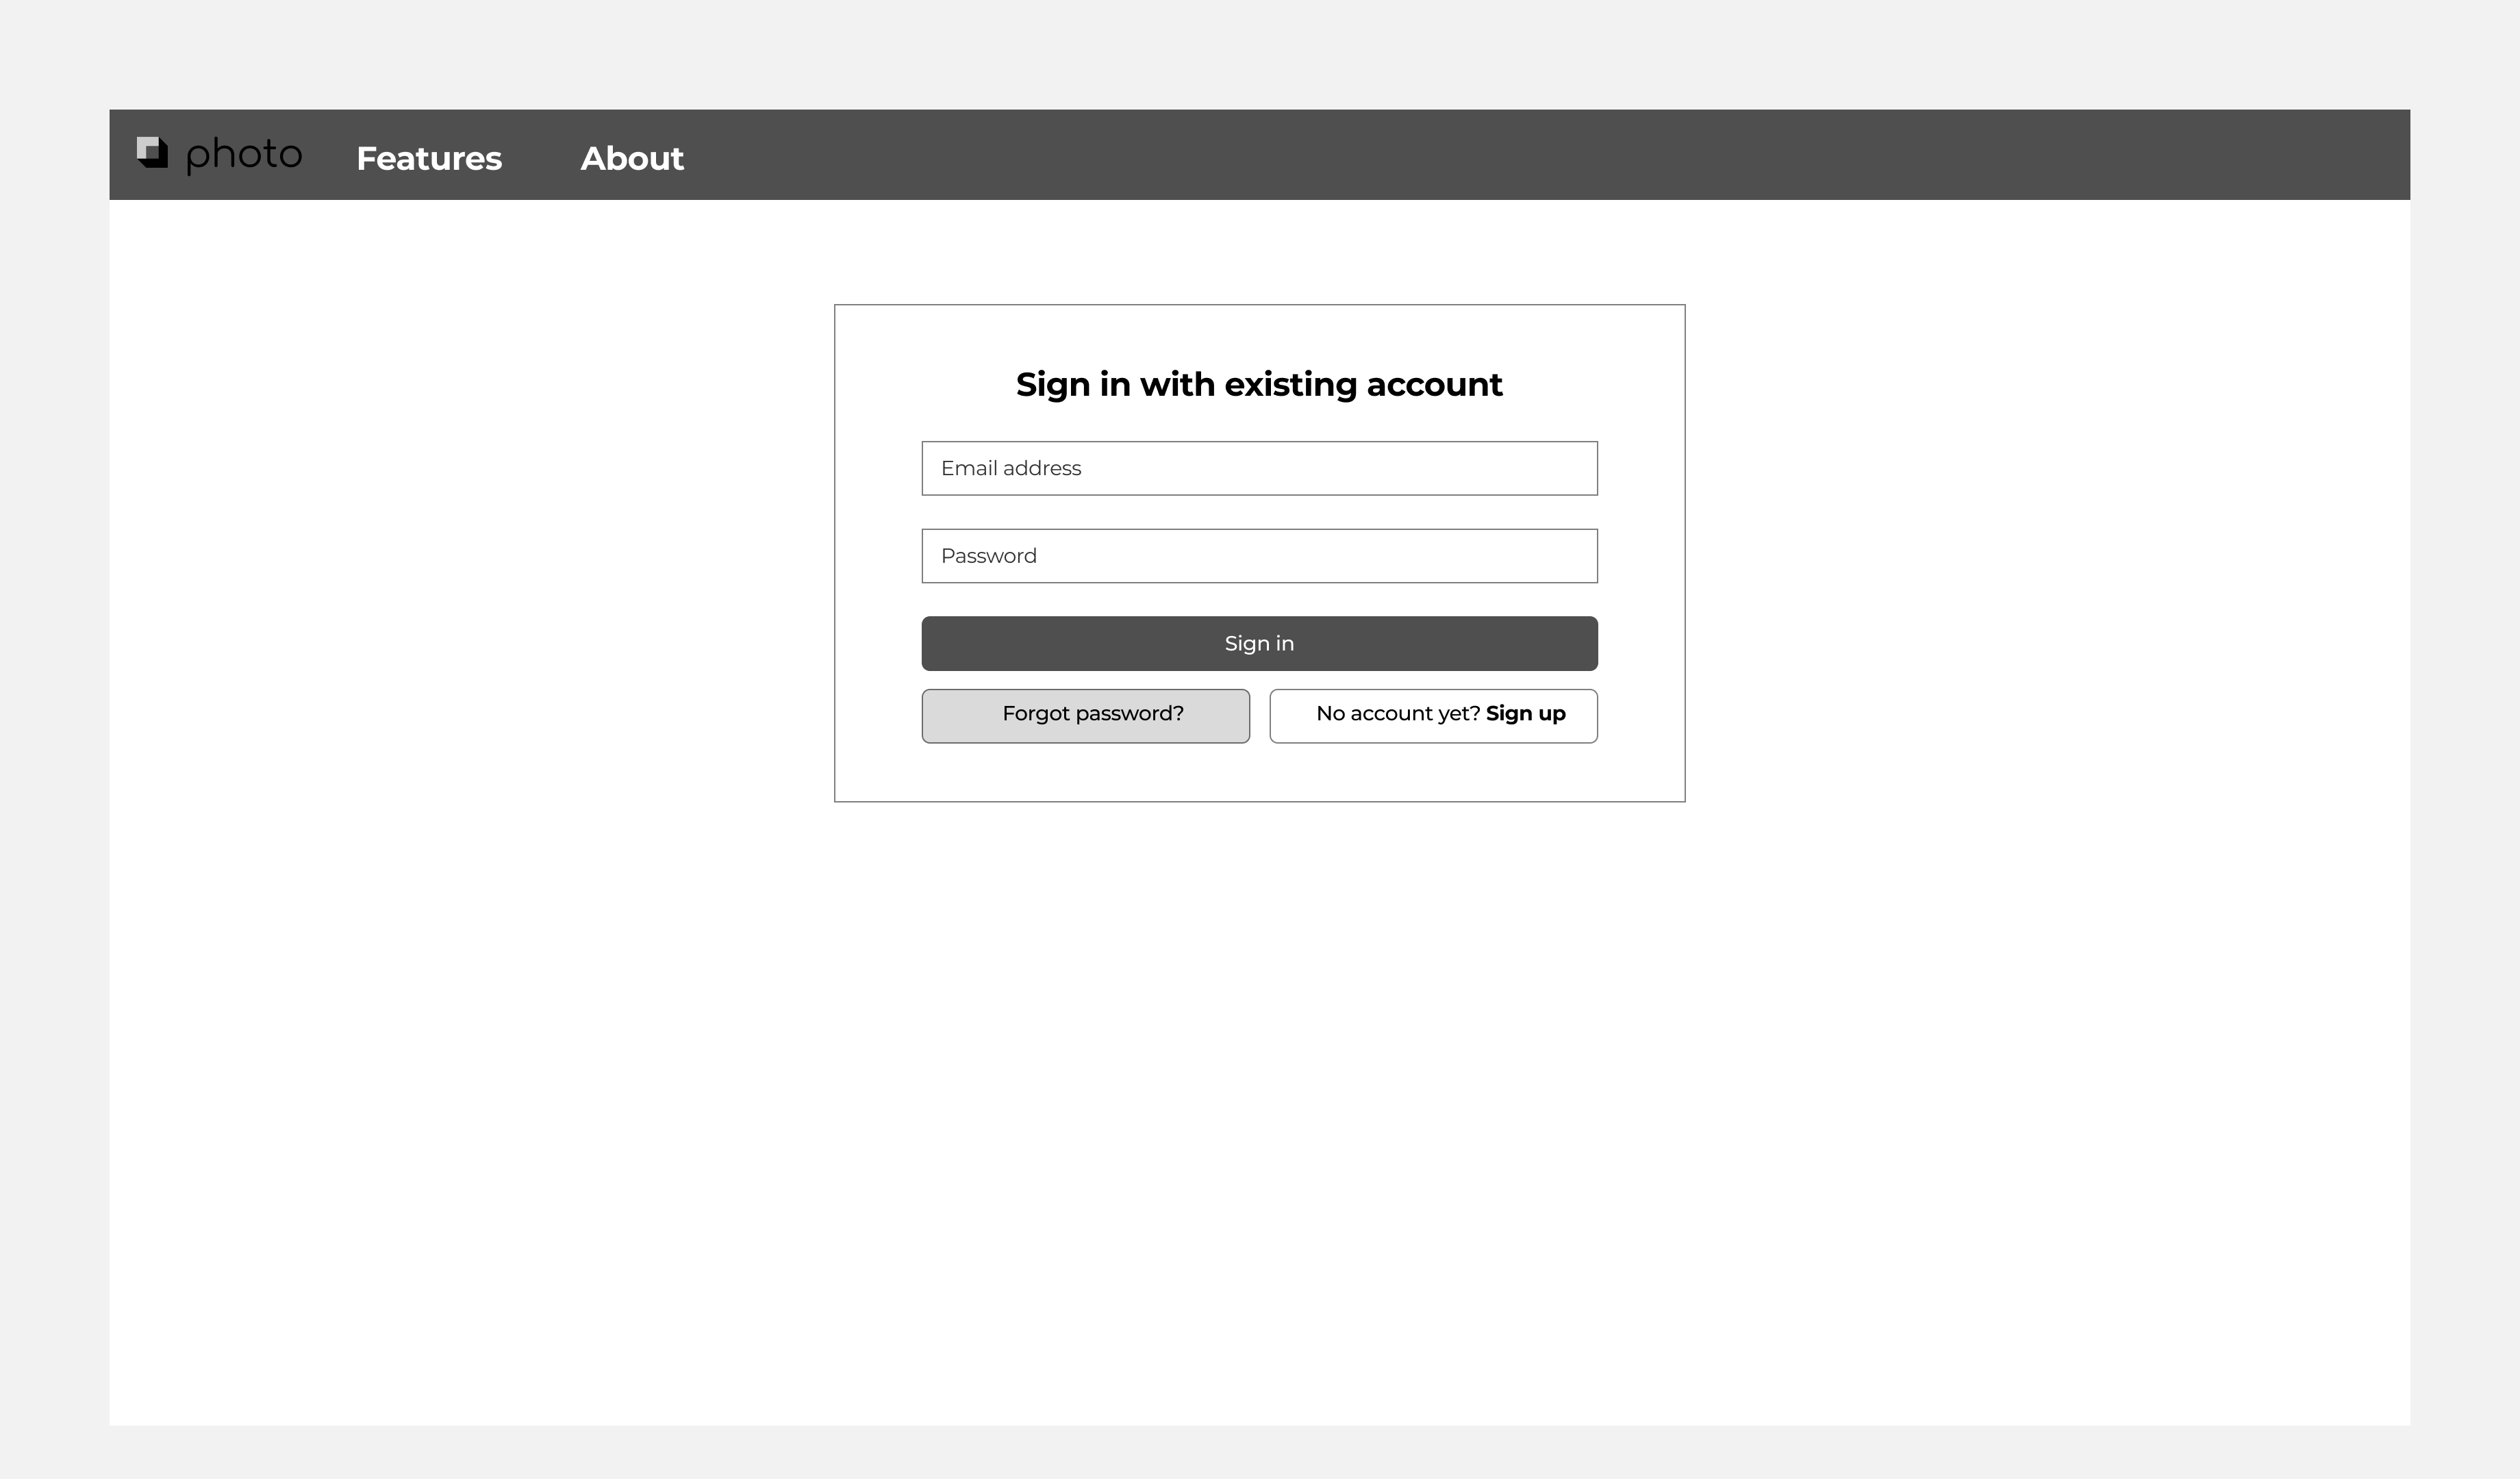 photo Features About
Sign in with existing account
Email address
Password
Sign in
Forgot password? No account yet? Sign up